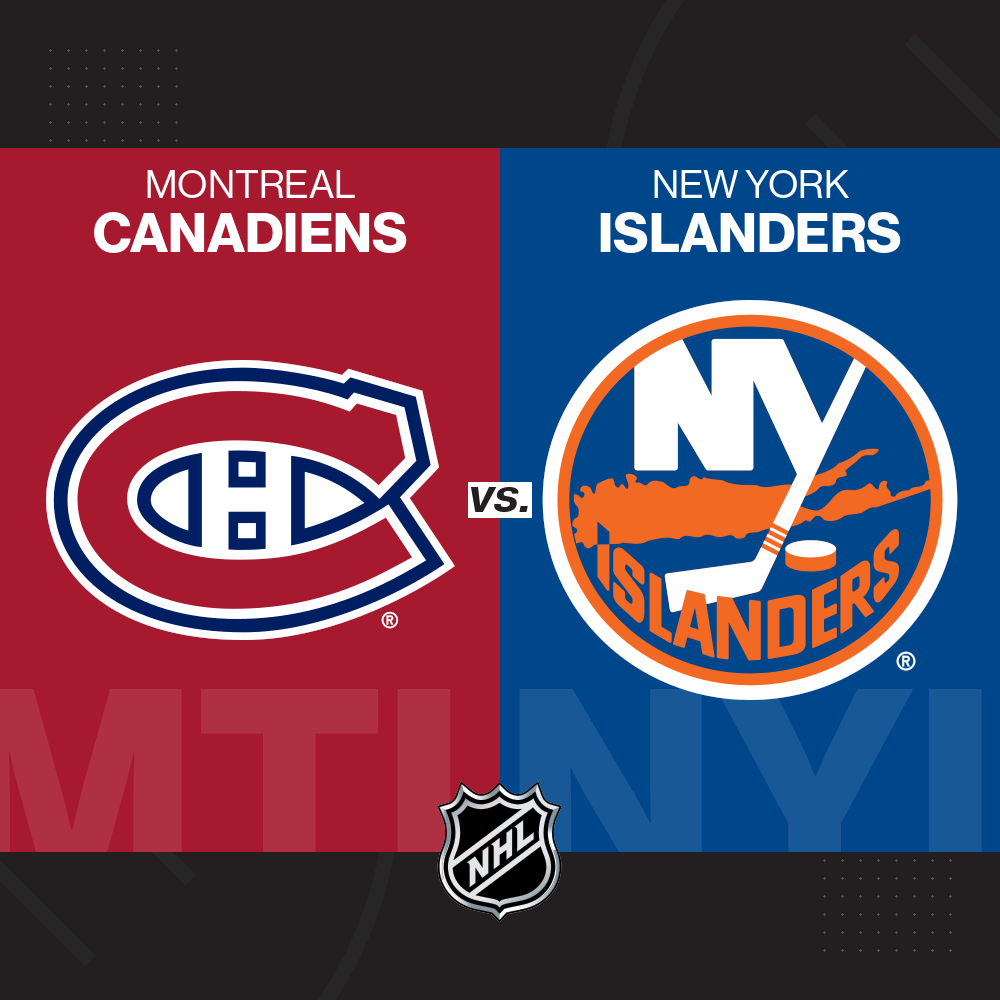 MONTREAL
CANADIENS
NEW YORK
ISLANDERS
H
®
NY
ISLANDERS
®
VS.
MTL
NYI
NHL